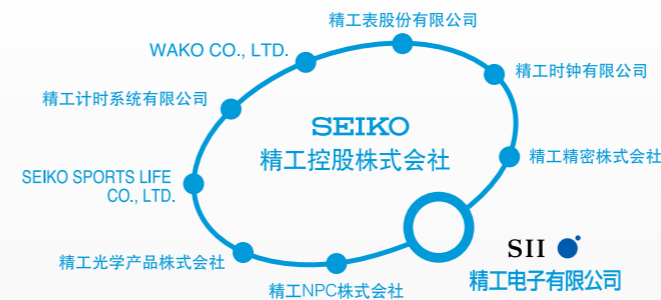 精工表股份有限公司
WAKO CO., LTD.
精工时钟有限公司
精工计时系统有限公司
SEIKO
精工控股株式会社
精工精密株式会社
SEIKO SPORTS LIFE
CO., LTD.
SII
精工光学产品株式会社
精工电子有限公司
精工NPC株式会社